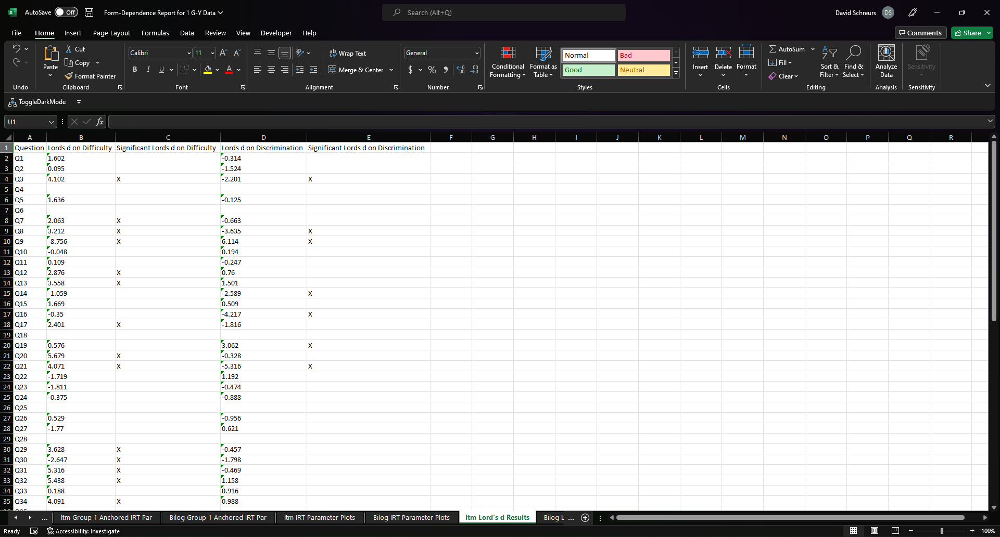 AutoSave Off Form-Dependence Report for 1 G-Y Data Search (Alt+Q) David Schreurs DS
File Home Insert Page Layout Formulas Data Review View Developer Help Comments Share
Undo
Paste Cut Copy Format Painter
Clipboard
Calibri 11
B I U A
Font
Wrap Text
Merge & Center
Alignment
General
$ % 9
Number
Conditional Formatting Format as Table
Normal Bad
Good Neutral
Styles
Insert Delete Format
Cells
AutoSum
Fill
Clear
Sort & Filter Find & Select
Editing
Analyze Data
Analysis
Sensitivity
Sensitivity
ToggleDarkMode
U1 fx
A B C D E F G H I J K L M N O P Q R
1 Question Lords d on Difficulty Significant Lords d on Difficulty Lords d on Discrimination Significant Lords d on Discrimination
2 Q1 1.602 -0.314
3 Q2 0.095 -1.524
4 Q3 4.102 X -2.201 X
5 Q4
6 Q5 1.636 -0.125
7 Q6
8 Q7 2.063 X -0.663
9 Q8 3.212 X -3.635 X
10 Q9 -8.756 X 6.114 X
11 Q10 -0.048 0.194
12 Q11 0.109 -0.247
13 Q12 2.876 X 0.76
14 Q13 3.558 X 1.501
15 Q14 -1.059 -2.589 X
16 Q15 1.669 0.509
17 Q16 -0.35 -4.217 X
18 Q17 2.401 X -1.816
19 Q18
20 Q19 0.576 3.062 X
21 Q20 5.679 X -0.328
22 Q21 4.071 X -5.316 X
23 Q22 -1.719 1.192
24 Q23 -1.811 -0.474
25 Q24 -0.375 -0.888
26 Q25
27 Q26 0.529 -0.956
28 Q27 -1.77 0.621
29 Q28
30 Q29 3.628 X -0.457
31 Q30 -2.647 X -1.798
32 Q31 5.316 X -0.469
33 Q32 5.438 X 1.158
34 Q33 0.188 0.916
35 Q34 4.091 X 0.988
... ltm Group 1 Anchored IRT Par Bilog Group 1 Anchored IRT Par ltm IRT Parameter Plots Bilog IRT Parameter Plots ltm Lord's d Results Bilog L ...
Ready Accessibility: Investigate 100%